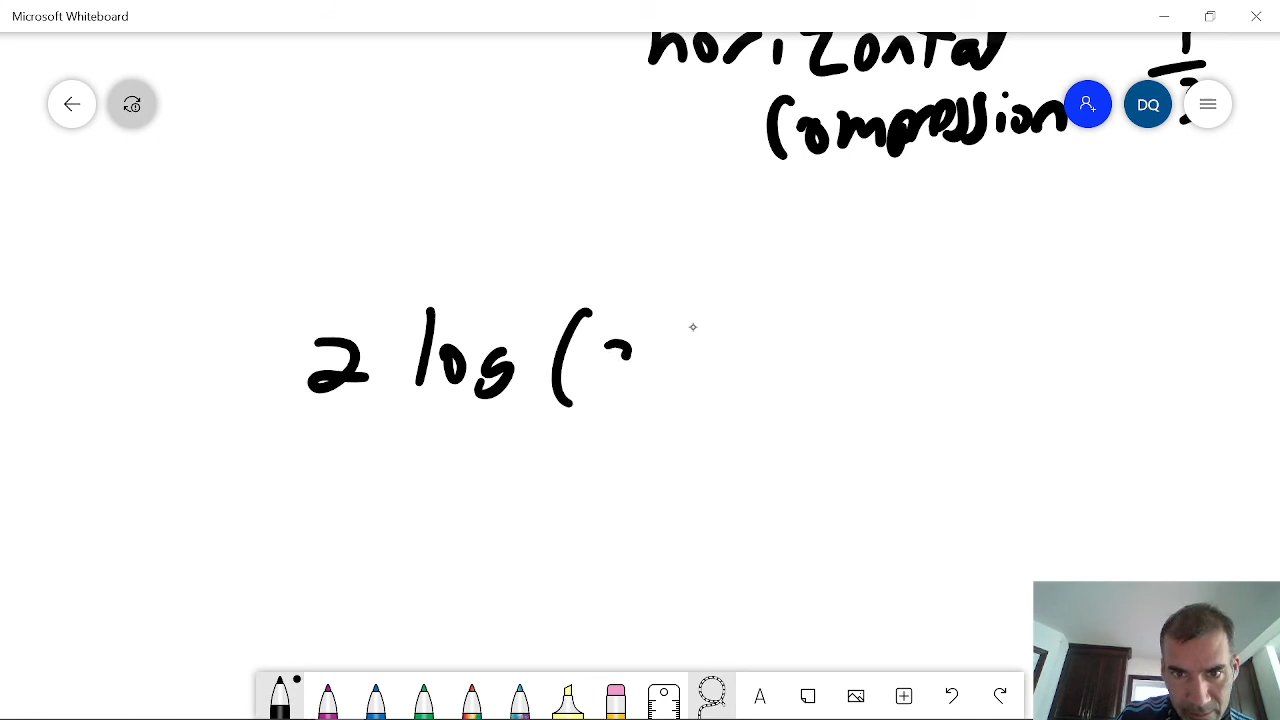 Microsoft Whiteboard
horizontal
compression
DQ
2 log (
A